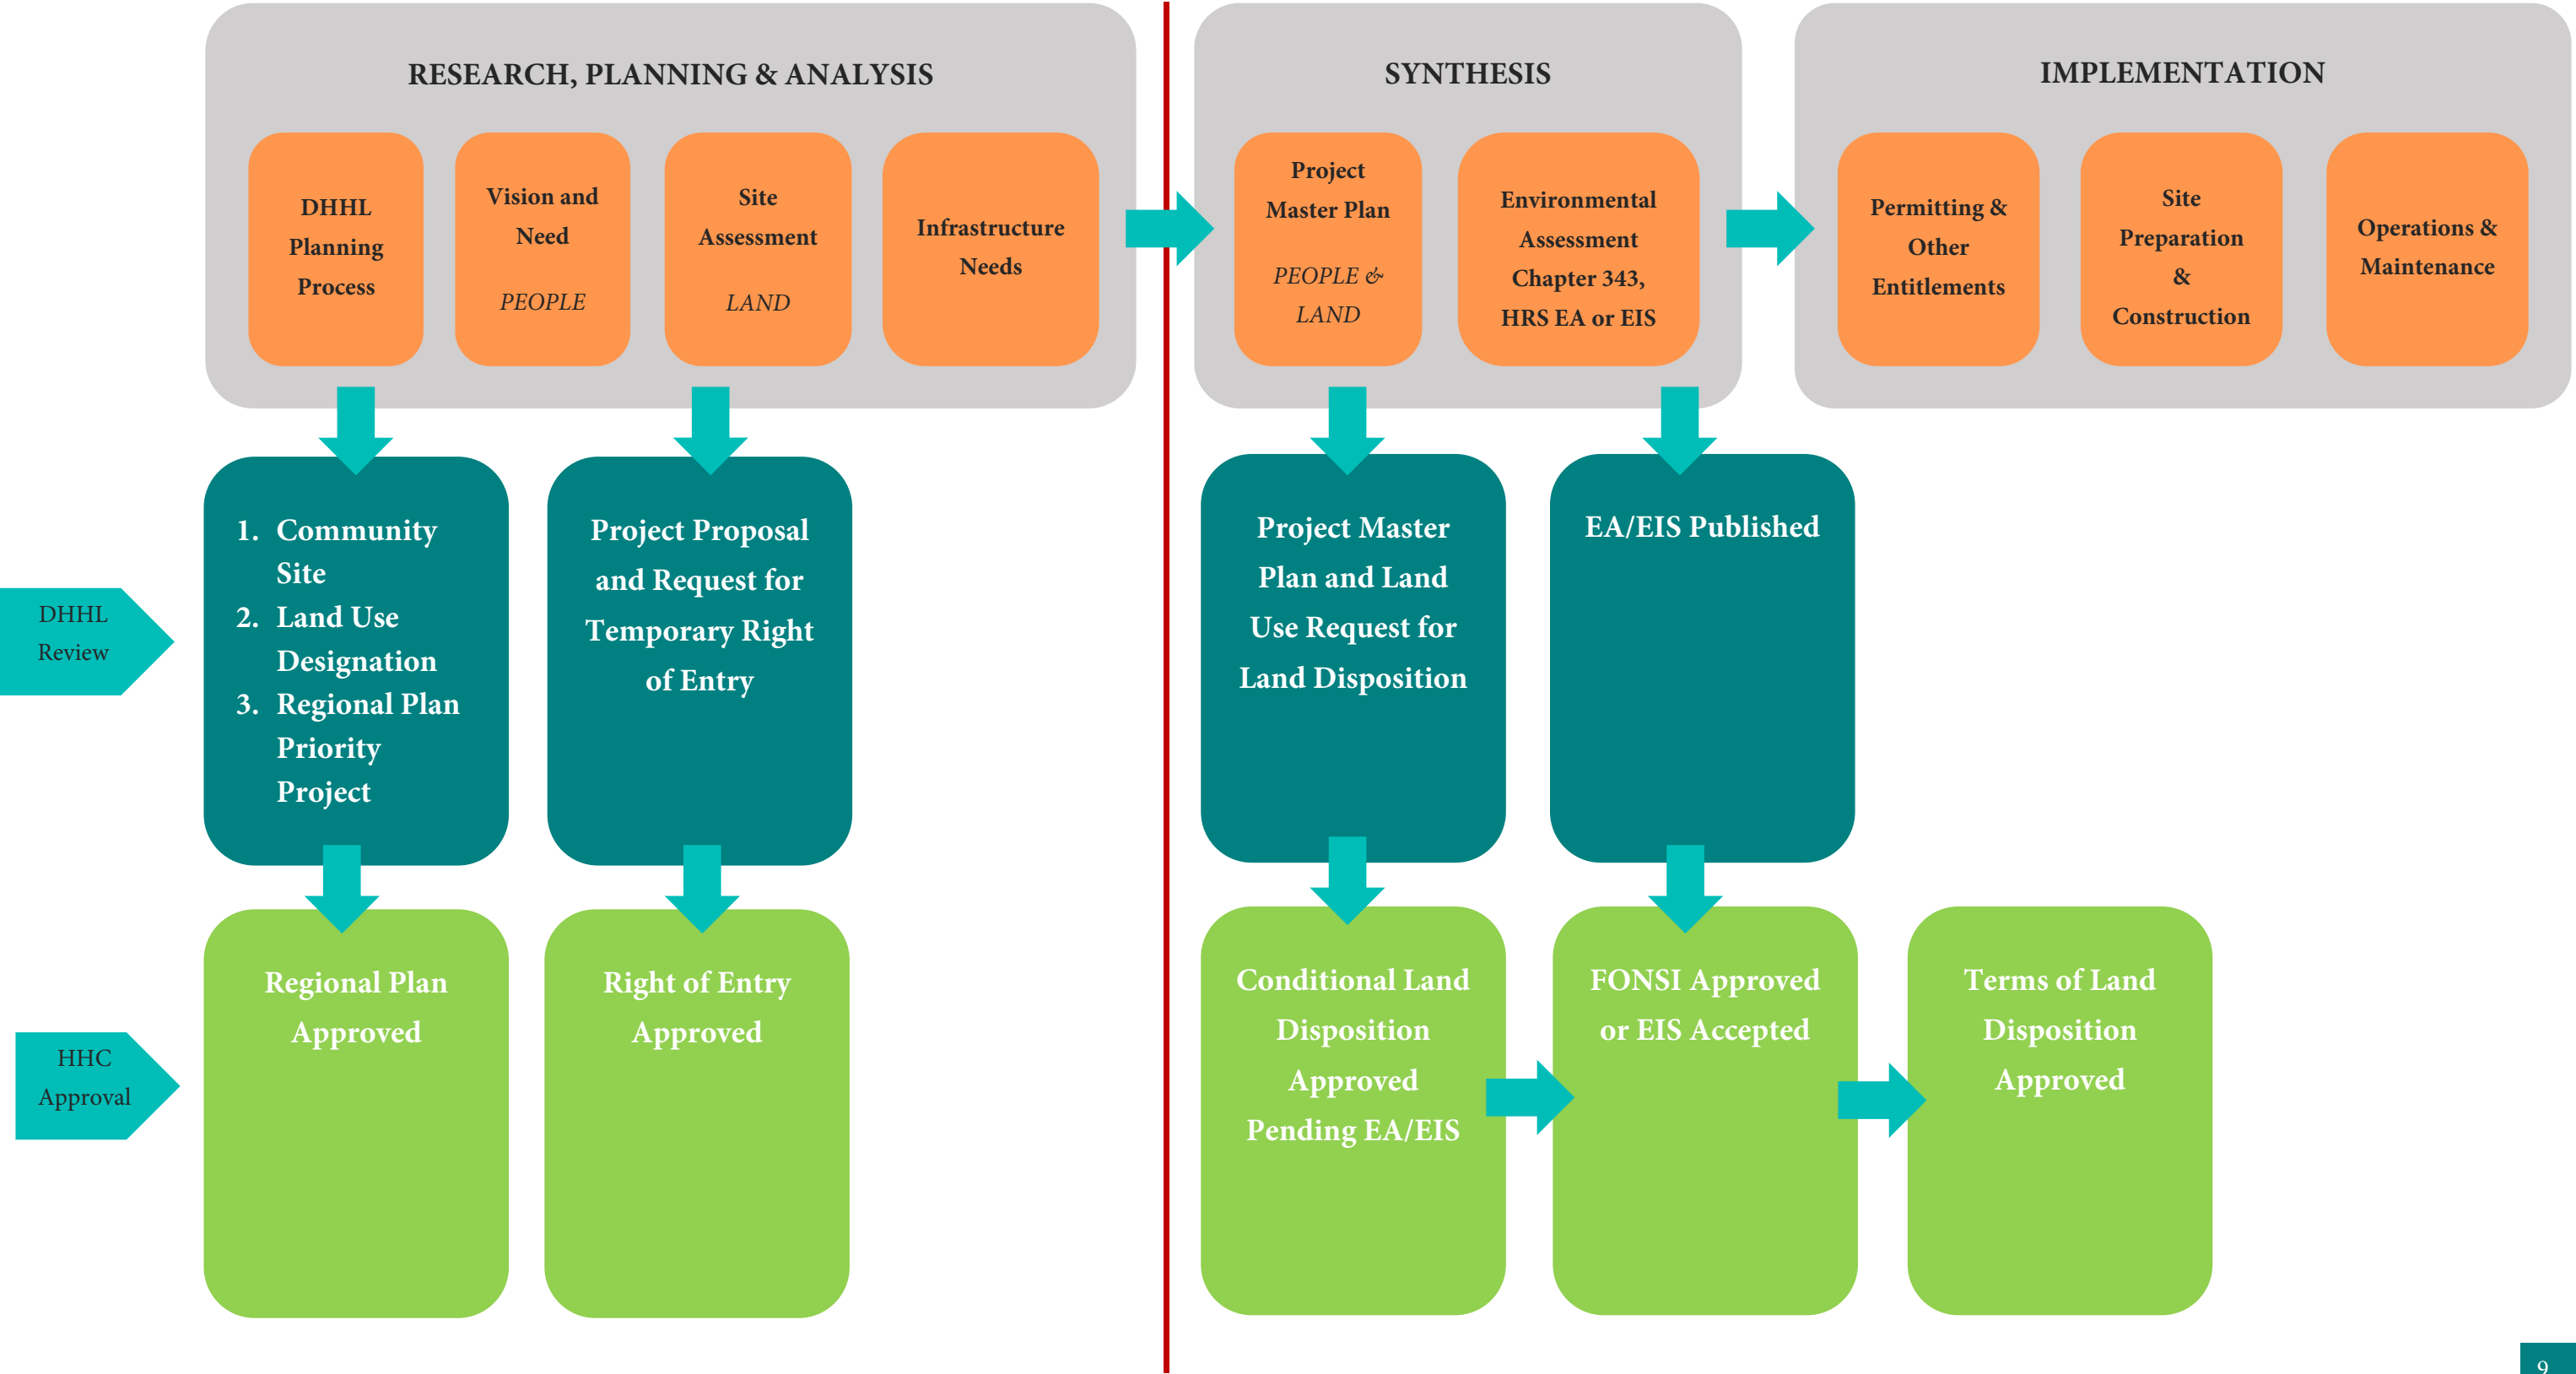 RESEARCH, PLANNING & ANALYSIS
DHHL
Planning
Process
Vision and
Need
PEOPLE
Site
Assessment
LAND
Infrastructure
Needs
SYNTHESIS
Project
Master Plan
PEOPLE &
LAND
Environmental
Assessment
Chapter 343,
HRS EA or EIS
IMPLEMENTATION
Permitting &
Other
Entitlements
Site
Preparation
&
Construction
Operations &
Maintenance
DHHL
Review
1. Community
Site
2. Land Use
Designation
3. Regional Plan
Priority
Project
Project Proposal
and Request for
Temporary Right
of Entry
Project Master
Plan and Land
Use Request for
Land Disposition
EA/EIS Published
HHC
Approval
Regional Plan
Approved
Right of Entry
Approved
Conditional Land
Disposition
Approved
Pending EA/EIS
FONSI Approved
or EIS Accepted
Terms of Land
Disposition
Approved
9